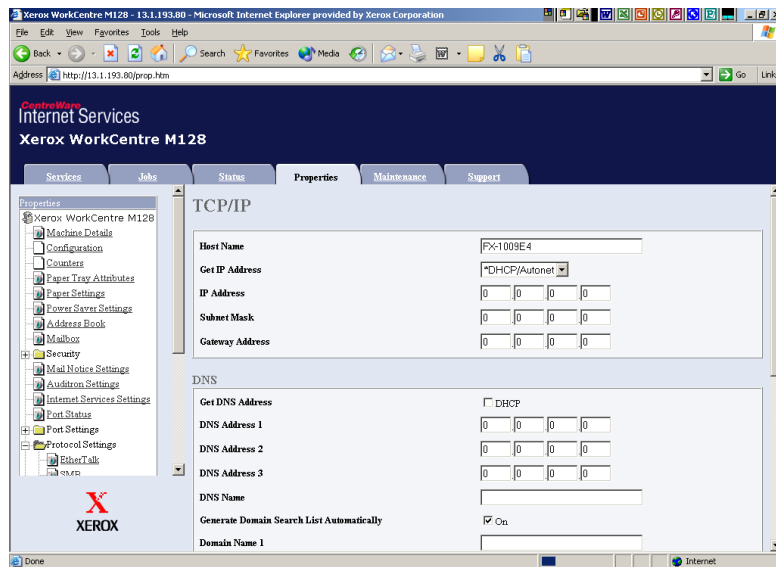 Xerox WorkCentre M128 - 13.1.193.80 - Microsoft Internet Explorer provided by Xerox Corporation
File Edit View Favorites Tools Help
Back Search Favorites Media
Address http://13.1.193.80/prop.htm Go Link
CentreWare
Internet Services
Xerox WorkCentre M128
Services Jobs Status Properties Maintenance Support
Properties
Xerox WorkCentre M128
Machine Details
Configuration
Counters
Paper Tray Attributes
Paper Settings
Power Saver Settings
Address Book
Mailbox
Security
Mail Notice Settings
Auditron Settings
Internet Services Settings
Port Status
Port Settings
Protocol Settings
EtherTalk
SMB
XEROX
TCP/IP
Host Name FX-1009E4
Get IP Address *DHCP/Autonet
IP Address 0 .0 .0 .0
Subnet Mask 0 .0 .0 .0
Gateway Address 0 .0 .0 .0
DNS
Get DNS Address DHCP
DNS Address 1 0 .0 .0 .0
DNS Address 2 0 .0 .0 .0
DNS Address 3 0 .0 .0 .0
DNS Name
Generate Domain Search List Automatically On
Domain Name 1
Done Internet